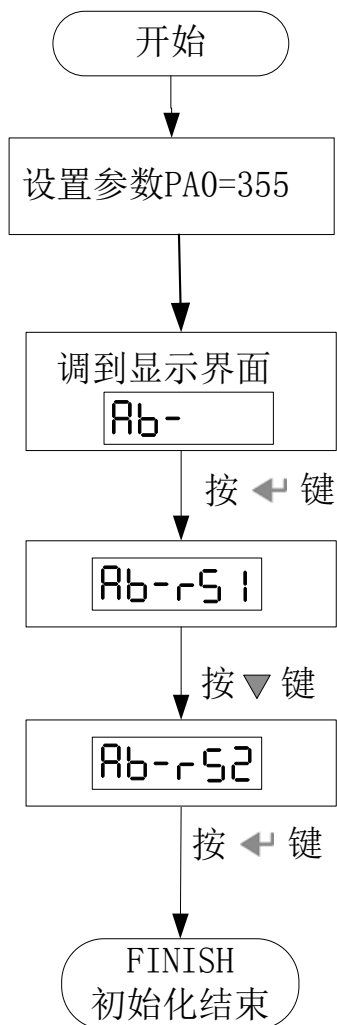 开始
设置参数PA0=355
调到显示界面
Ab-
按 键
Ab-rS1
按 键
Ab-rS2
按 键
FINISH
初始化结束